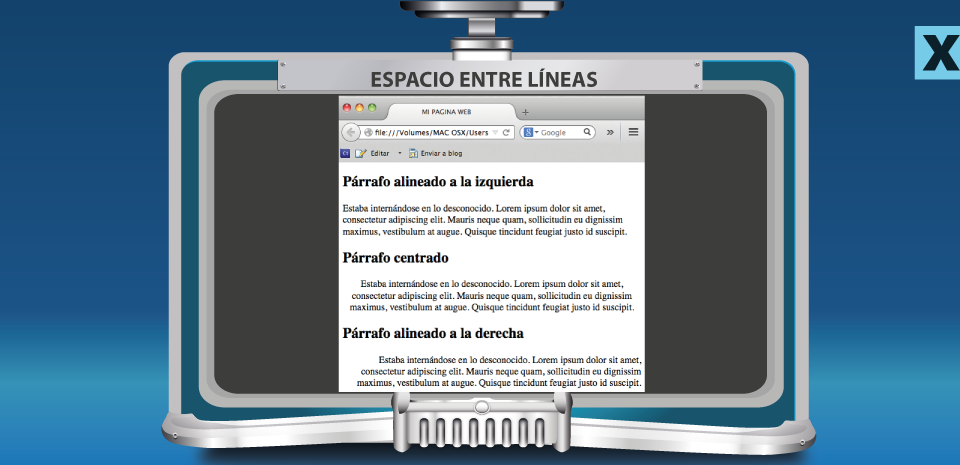 X
ESPACIO ENTRE LÍNEAS
MI PAGINA WEB
file:///Volumes/MAC OSX/Users
Google
Editar
Enviar a blog
Párrafo alineado a la izquierda
Estaba internándose en lo desconocido. Lorem ipsum dolor sit amet,
consectetur adipiscing elit. Mauris neque quam, sollicitudin eu dignissim
maximus, vestibulum at augue. Quisque tincidunt feugiat justo id suscipit.
Párrafo centrado
Estaba internándose en lo desconocido. Lorem ipsum dolor sit amet,
consectetur adipiscing elit. Mauris neque quam, sollicitudin eu dignissim
maximus, vestibulum at augue. Quisque tincidunt feugiat justo id suscipit.
Párrafo alineado a la derecha
Estaba internándose en lo desconocido. Lorem ipsum dolor sit amet,
consectetur adipiscing elit. Mauris neque quam, sollicitudin eu dignissim
maximus, vestibulum at augue. Quisque tincidunt feugiat justo id suscipit.